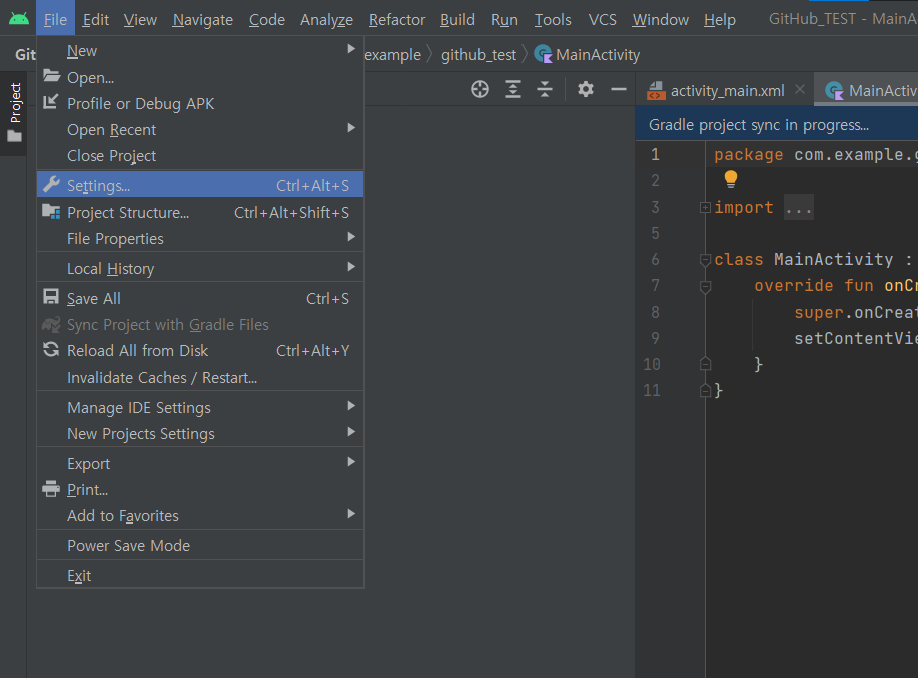 File Edit View Navigate Code Analyze Refactor Build Run Tools VCS Window Help GitHub_TEST - MainA
Git
example github_test MainActivity
Project
New
Open...
Profile or Debug APK
Open Recent
Close Project
Settings... Ctrl+Alt+S
Project Structure... Ctrl+Alt+Shift+S
File Properties
Local History
Save All Ctrl+S
Sync Project with Gradle Files
Reload All from Disk Ctrl+Alt+Y
Invalidate Caches / Restart...
Manage IDE Settings
New Projects Settings
Export
Print...
Add to Favorites
Power Save Mode
Exit
activity_main.xml MainActiv
Gradle project sync in progress...
1 package com.example.g
2
3 import ...
5
6 class MainActivity :
7 override fun onCr
8 super.onCreat
9 setContentVie
10 }
11 }